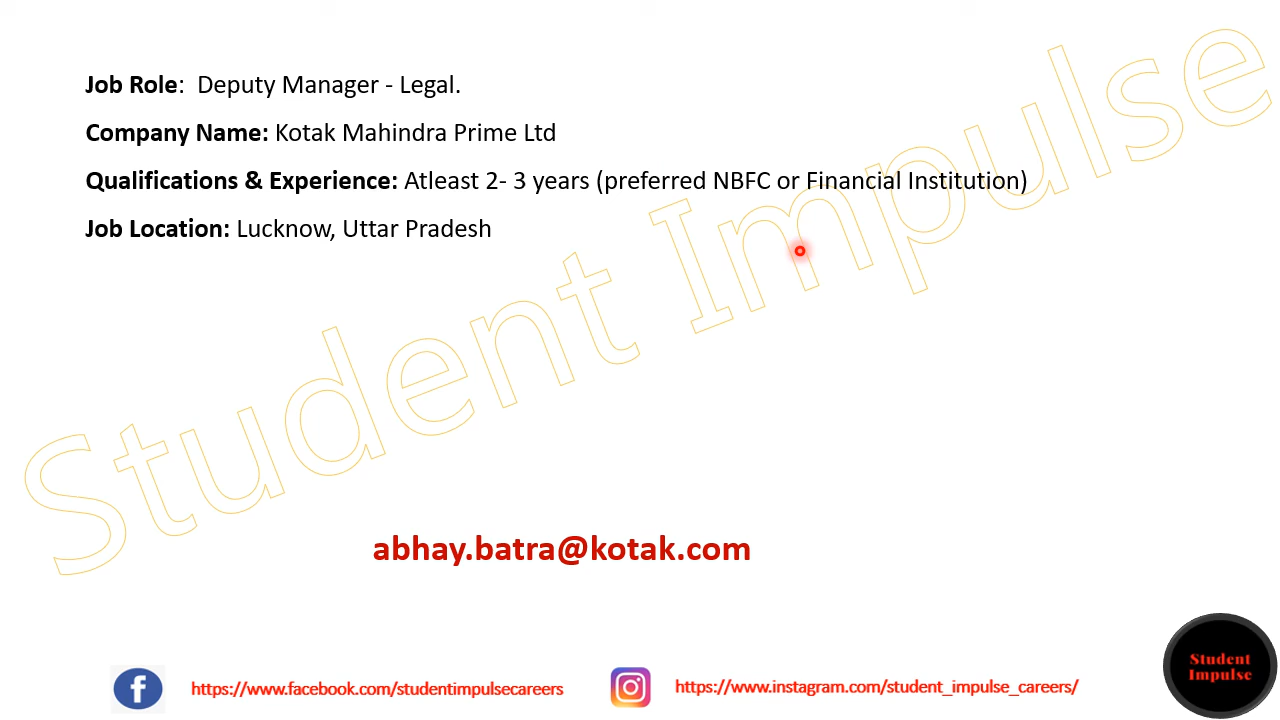 Job Role:  Deputy Manager - Legal.
Company Name: Kotak Mahindra Prime Ltd
Qualifications & Experience: Atleast 2- 3 years (preferred NBFC or Financial Institution)
Job Location: Lucknow, Uttar Pradesh
Student Impulse
abhay.batra@kotak.com
https://www.facebook.com/studentimpulsecareers
https://www.instagram.com/student_impulse_careers/
Student
Impulse